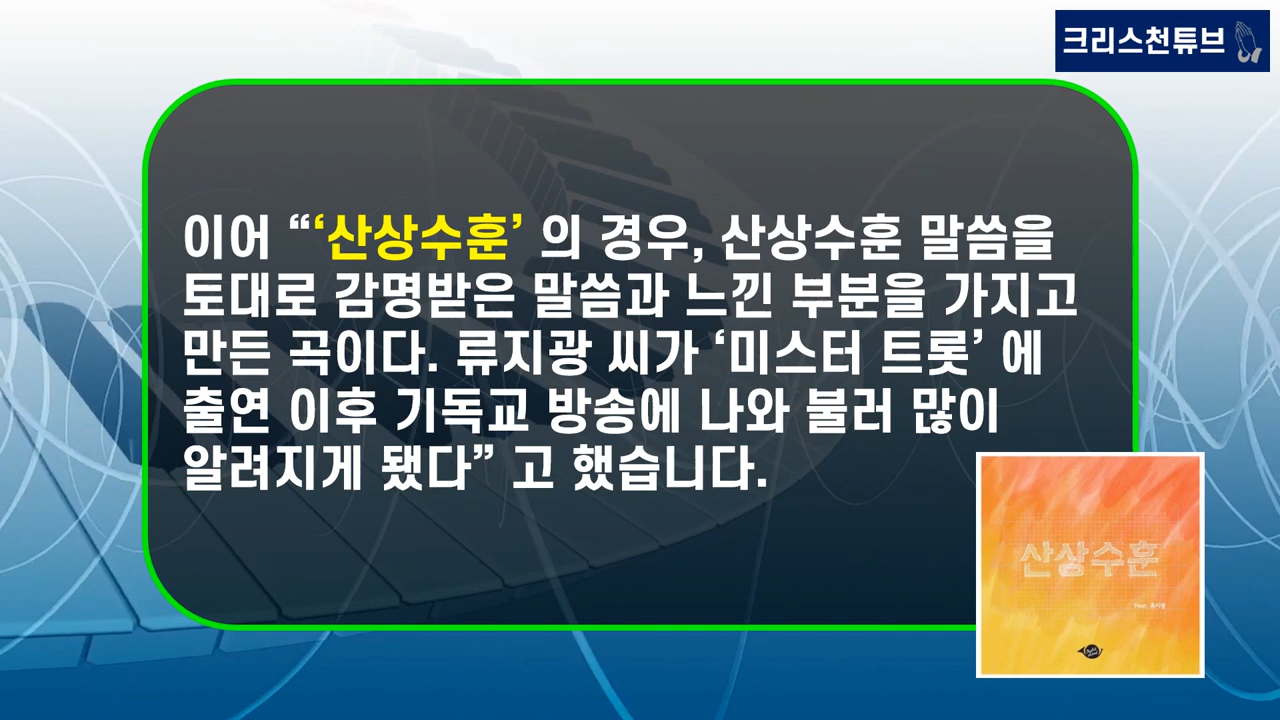 크리스천튜브
이어 “‘산상수훈’ 의 경우, 산상수훈 말씀을
토대로 감명받은 말씀과 느낀 부분을 가지고
만든 곡이다. 류지광 씨가 ‘미스터 트롯’ 에
출연 이후 기독교 방송에 나와 불러 많이
알려지게 됐다” 고 했습니다.
산상수훈
Feat. 류지광